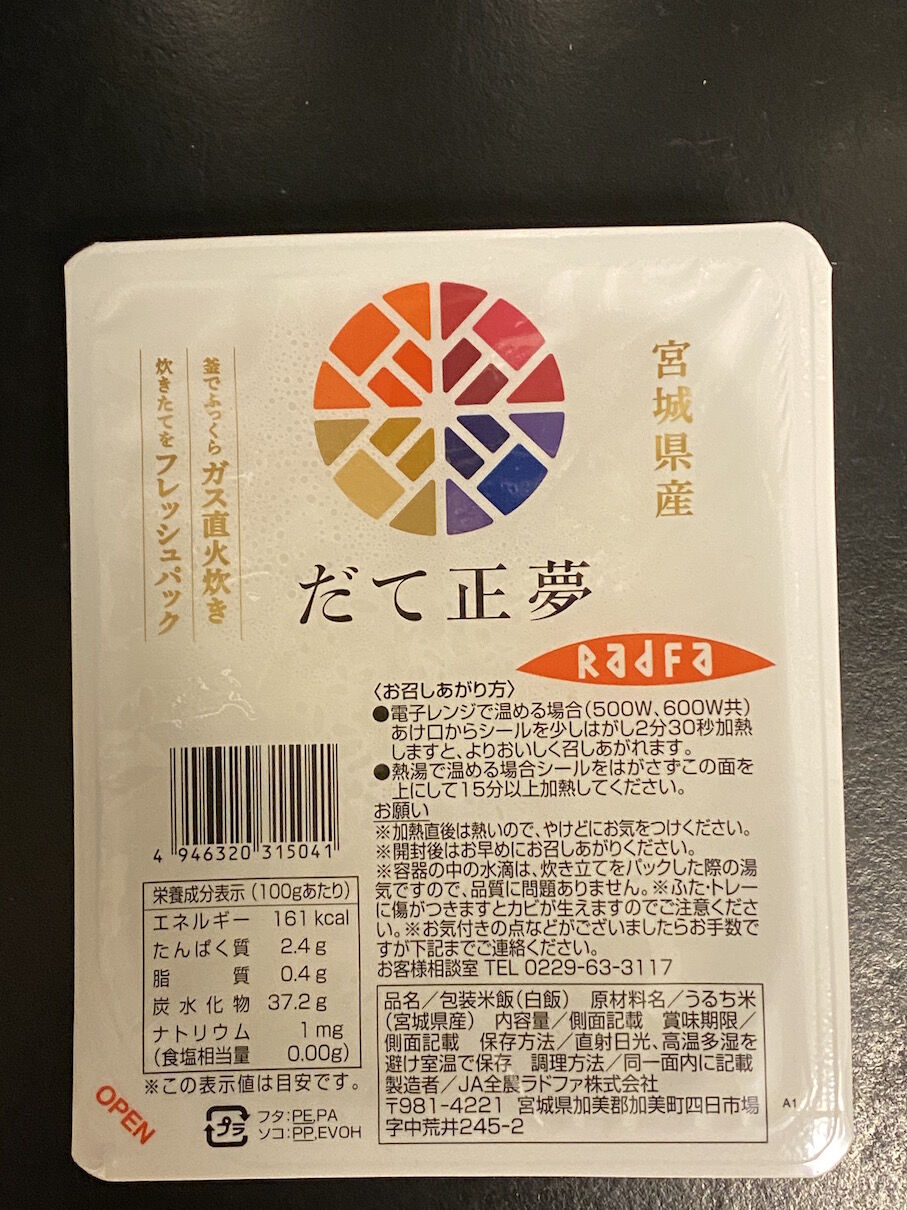 宮城県産
釜でふっくらガス直火炊き
炊きたてをフレッシュパック
だて正夢
RadFa
〈お召しあがり方〉
●電子レンジで温める場合(500W、600W共)
あけ口からシールを少しはがし2分30秒加熱
しますと、よりおいしく召しあがれます。
●熱湯で温める場合シールをはがさずこの面を
上にして15分以上加熱してください。
お願い
※加熱直後は熱いので、やけどにお気をつけください。
※開封後はお早めにお召しあがりください。
※容器の中の水滴は、炊き立てをパックした際の湯
気ですので、品質に問題ありません。※ふた・トレー
に傷がつきますとカビが生えますのでご注意くださ
い。※お気付きの点などがございましたらお手数で
すが下記までご連絡ください。
お客様相談室 TEL 0229-63-3117
4 946320 315041
栄養成分表示(100gあたり)
エネルギー 161kcal
たんぱく質 2.4g
脂質 0.4g
炭水化物 37.2g
ナトリウム 1mg
(食塩相当量 0.00g)
※この表示値は目安です。
品名/包装米飯(白飯) 原材料名/うるち米
(宮城県産) 内容量/側面記載 賞味期限/
側面記載 保存方法/直射日光、高温多湿を
避け室温で保存 調理方法/同一面内に記載
製造者/JA全農ラドファ株式会社
〒981-4221 宮城県加美郡加美町四日市場
字中荒井245-2
A1
OPEN
プラ
フタ:PE,PA
ソコ:PP,EVOH